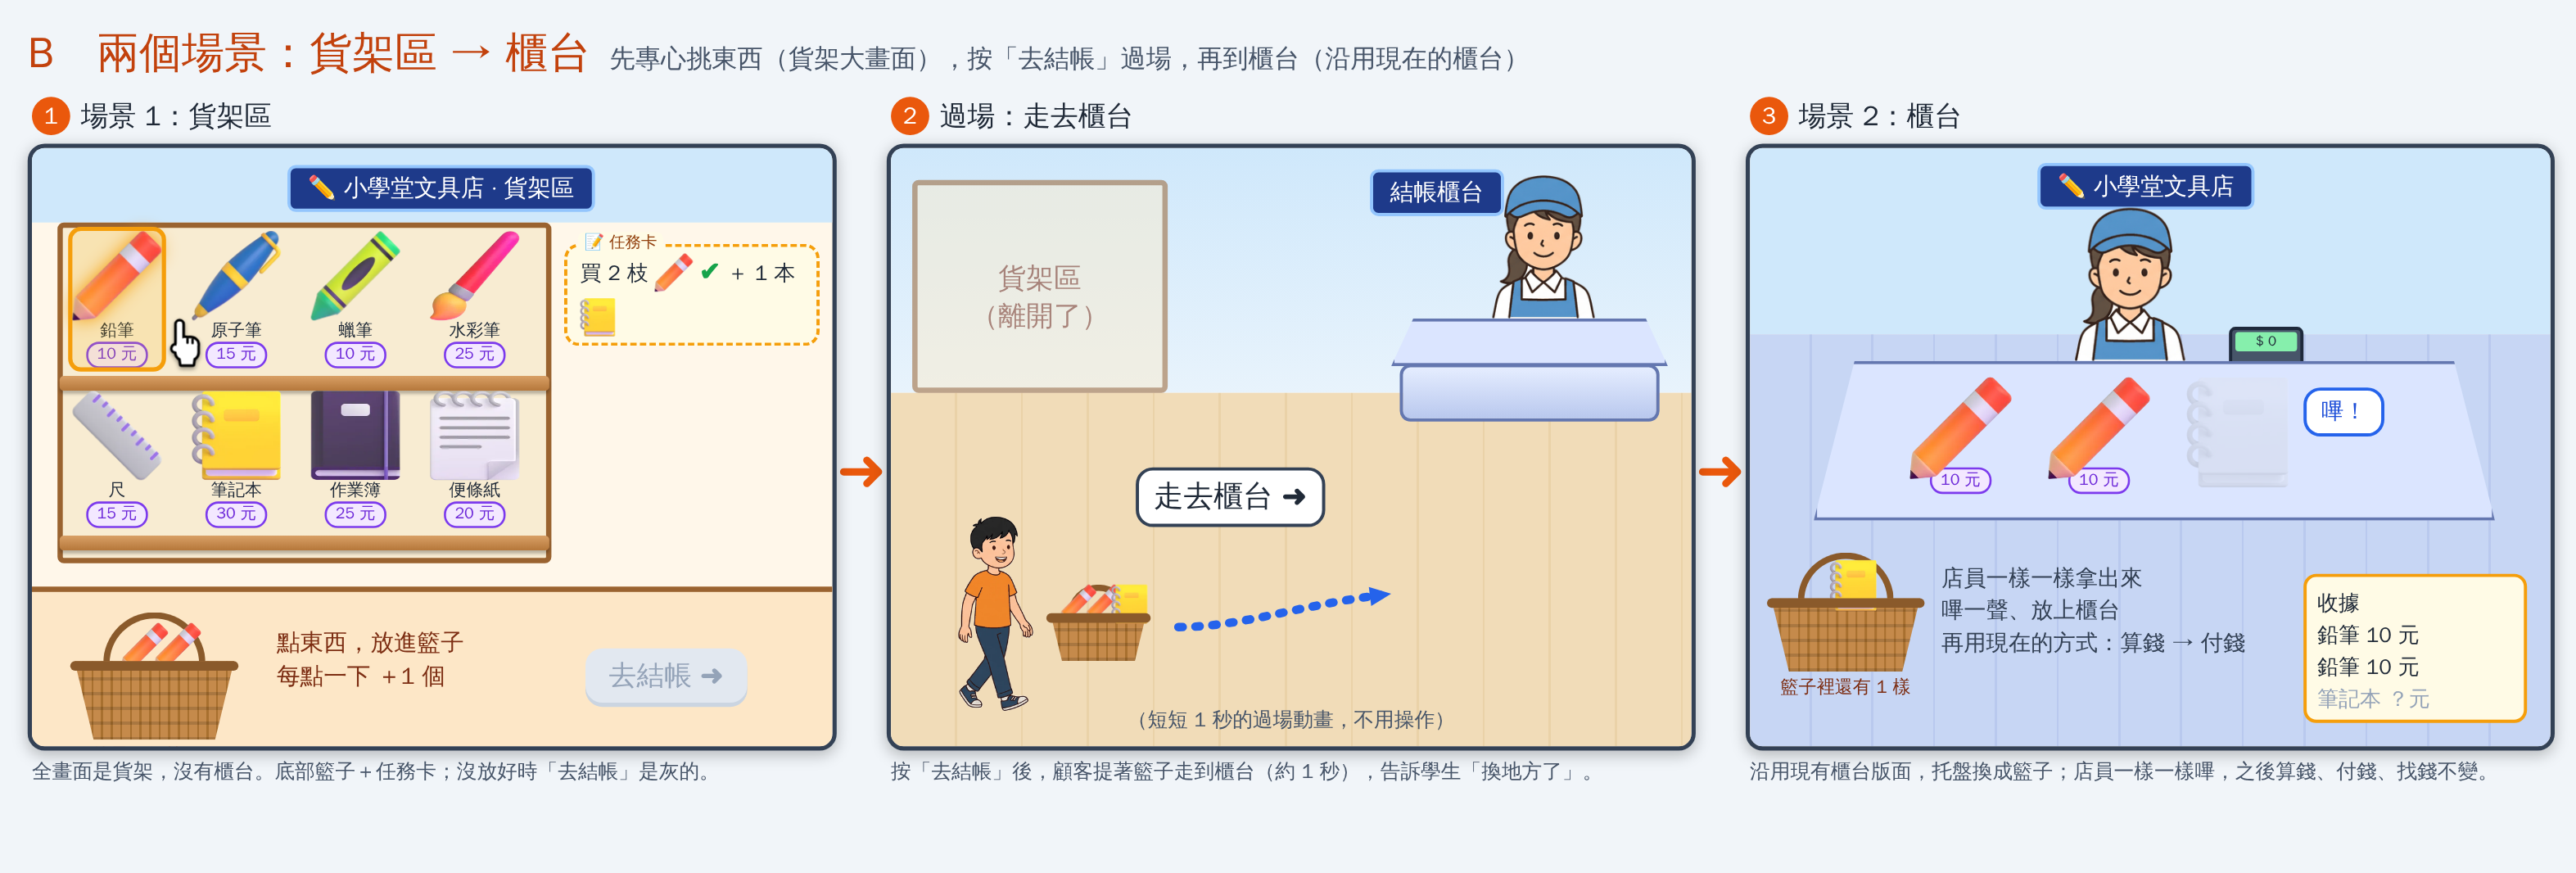 B 兩個場景：貨架區 → 櫃台 先專心挑東西（貨架大畫面），按「去結帳」過場，再到櫃台（沿用現在的櫃台）
1 場景 1：貨架區
✏️ 小學堂文具店 · 貨架區
📝 任務卡
買 2 枝 ✔ + 1 本
鉛筆 原子筆 蠟筆 水彩筆
10 元 15 元 10 元 25 元
尺 筆記本 作業簿 便條紙
15 元 30 元 25 元 20 元
點東西，放進籃子
每點一下 +1 個
去結帳 ➜
全畫面是貨架，沒有櫃台。底部籃子＋任務卡；沒放好時「去結帳」是灰的。
2 過場：走去櫃台
結帳櫃台
貨架區
（離開了）
走去櫃台 ➜
（短短 1 秒的過場動畫，不用操作）
按「去結帳」後，顧客提著籃子走到櫃台（約 1 秒），告訴學生「換地方了」。
3 場景 2：櫃台
✏️ 小學堂文具店
$ 0
嗶！
10 元 10 元
店員一樣一樣拿出來
嗶一聲、放上櫃台
再用現在的方式：算錢 → 付錢
籃子裡還有 1 樣
收據
鉛筆 10 元
鉛筆 10 元
筆記本 ？元
沿用現有櫃台版面，托盤換成籃子；店員一樣一樣嗶，之後算錢、付錢、找錢不變。